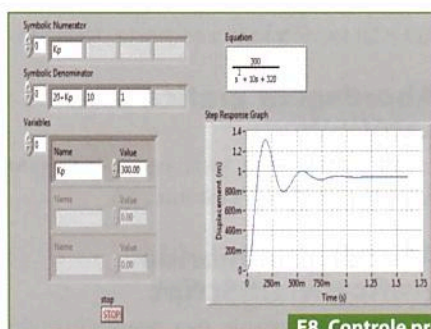 Symbolic Numerator
0 Kp
Symbolic Denominator
0 20+Kp 10 1
Variables
0
Name Value
Kp 300.00
Name Value
0.00
Name Value
0.00
stop
STOP
Equation
300
s² + 10s + 320
Step Response Graph
Displacement (m)
1.4
1.2
1
800m
600m
400m
200m
0
0 250m 500m 750m 1 1.25 1.5 1.75
Time (s)
F8. Controle